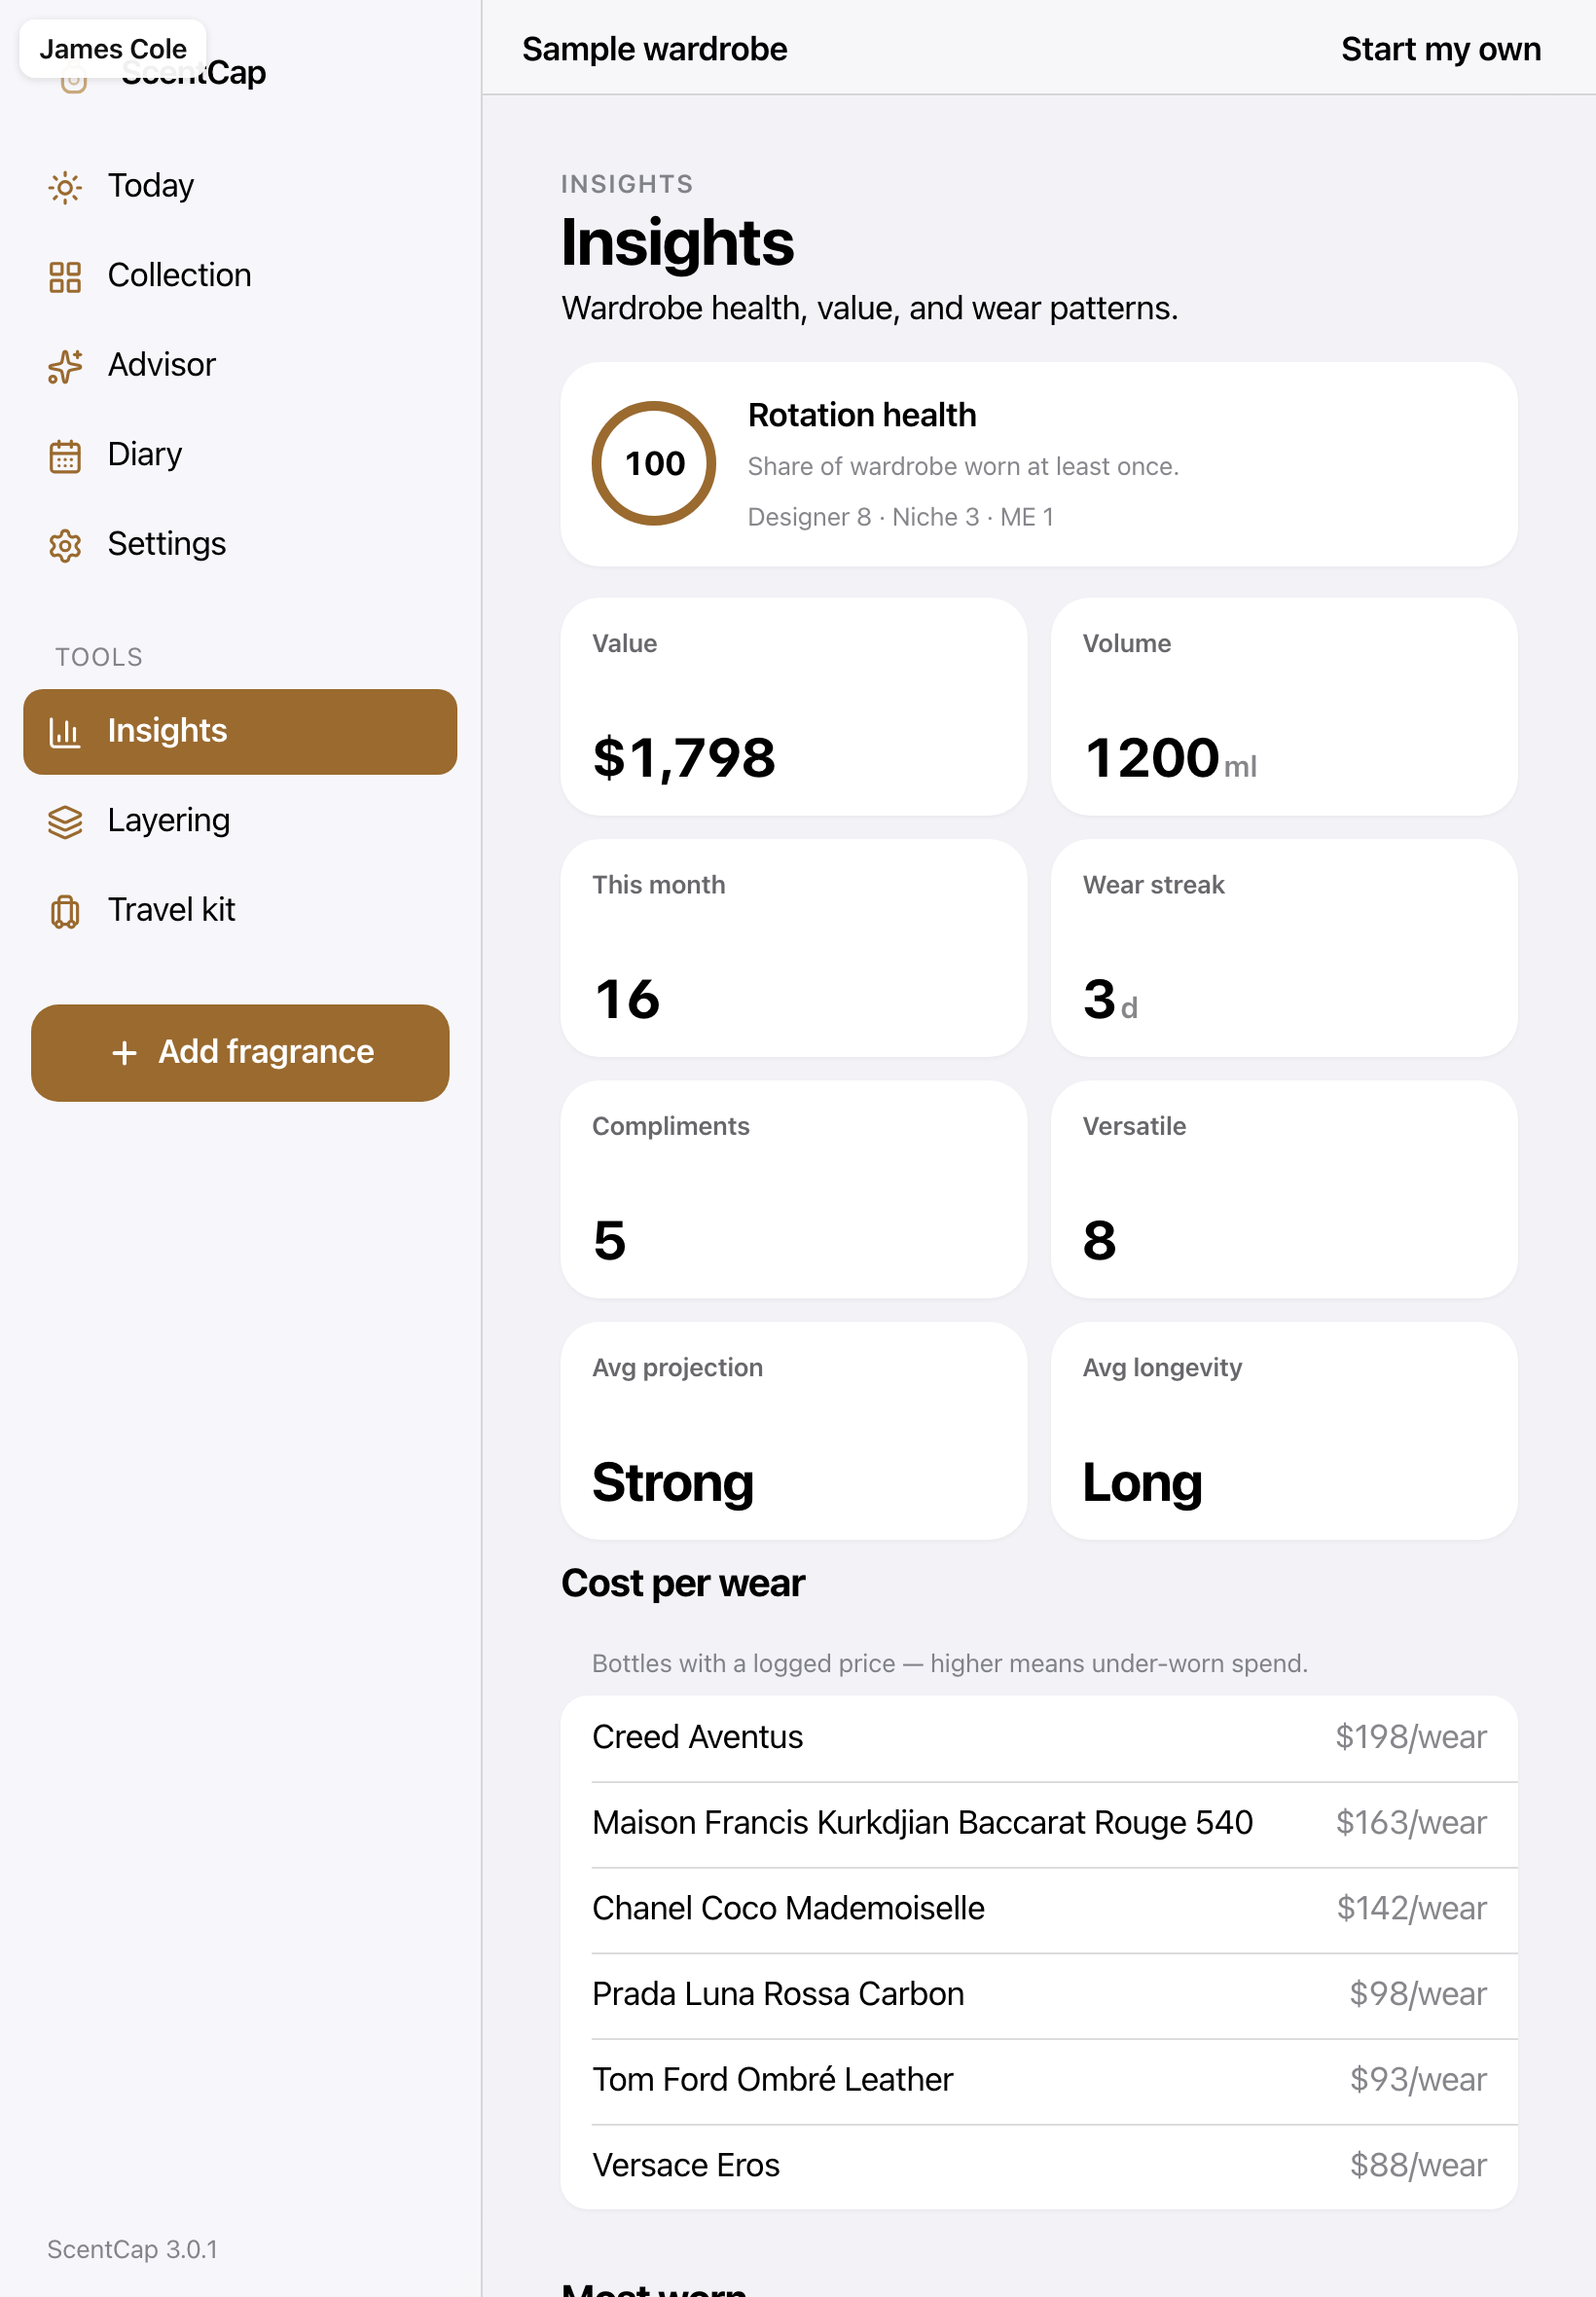 James Cole
ScentCap
Today
Collection
Advisor
Diary
Settings
TOOLS
Insights
Layering
Travel kit
Add fragrance
ScentCap 3.0.1
Sample wardrobe
Start my own
INSIGHTS
Insights
Wardrobe health, value, and wear patterns.
100
Rotation health
Share of wardrobe worn at least once.
Designer 8 · Niche 3 · ME 1
Value
$1,798
Volume
1200 ml
This month
16
Wear streak
3 d
Compliments
5
Versatile
8
Avg projection
Strong
Avg longevity
Long
Cost per wear
Bottles with a logged price — higher means under-worn spend.
Creed Aventus $198/wear
Maison Francis Kurkdjian Baccarat Rouge 540 $163/wear
Chanel Coco Mademoiselle $142/wear
Prada Luna Rossa Carbon $98/wear
Tom Ford Ombré Leather $93/wear
Versace Eros $88/wear
Most worn